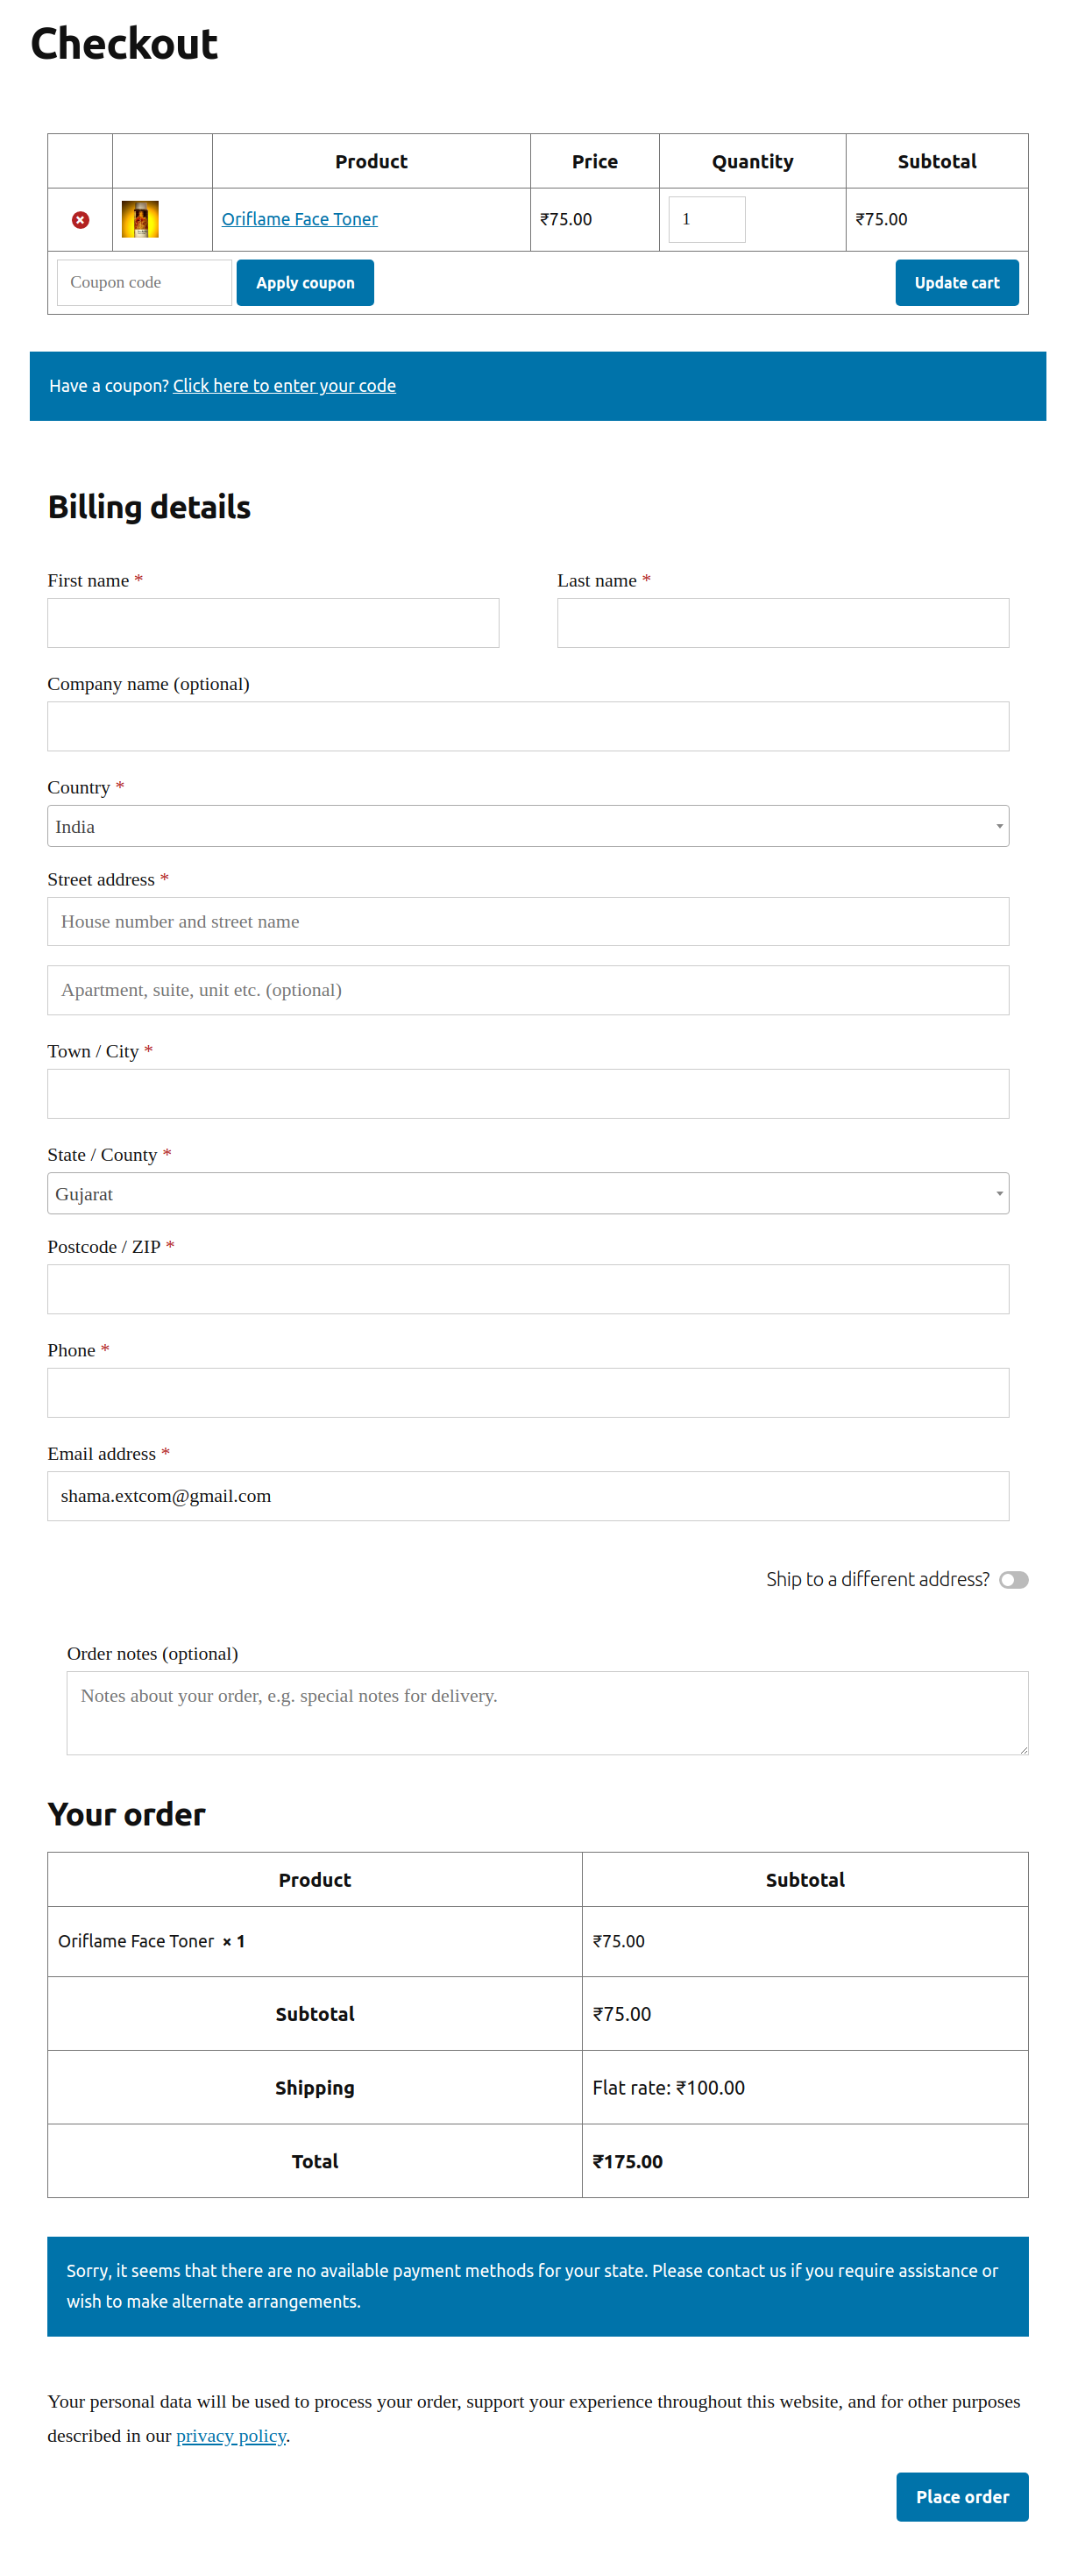 Checkout
Product Price Quantity Subtotal
Oriflame Face Toner ₹75.00 1 ₹75.00
Coupon code Apply coupon Update cart
Have a coupon? Click here to enter your code
Billing details
First name * Last name *
Company name (optional)
Country *
India
Street address *
House number and street name
Apartment, suite, unit etc. (optional)
Town / City *
State / County *
Gujarat
Postcode / ZIP *
Phone *
Email address *
shama.extcom@gmail.com
Ship to a different address?
Order notes (optional)
Notes about your order, e.g. special notes for delivery.
Your order
Product Subtotal
Oriflame Face Toner × 1 ₹75.00
Subtotal ₹75.00
Shipping Flat rate: ₹100.00
Total ₹175.00
Sorry, it seems that there are no available payment methods for your state. Please contact us if you require assistance or
wish to make alternate arrangements.
Your personal data will be used to process your order, support your experience throughout this website, and for other purposes
described in our privacy policy.
Place order